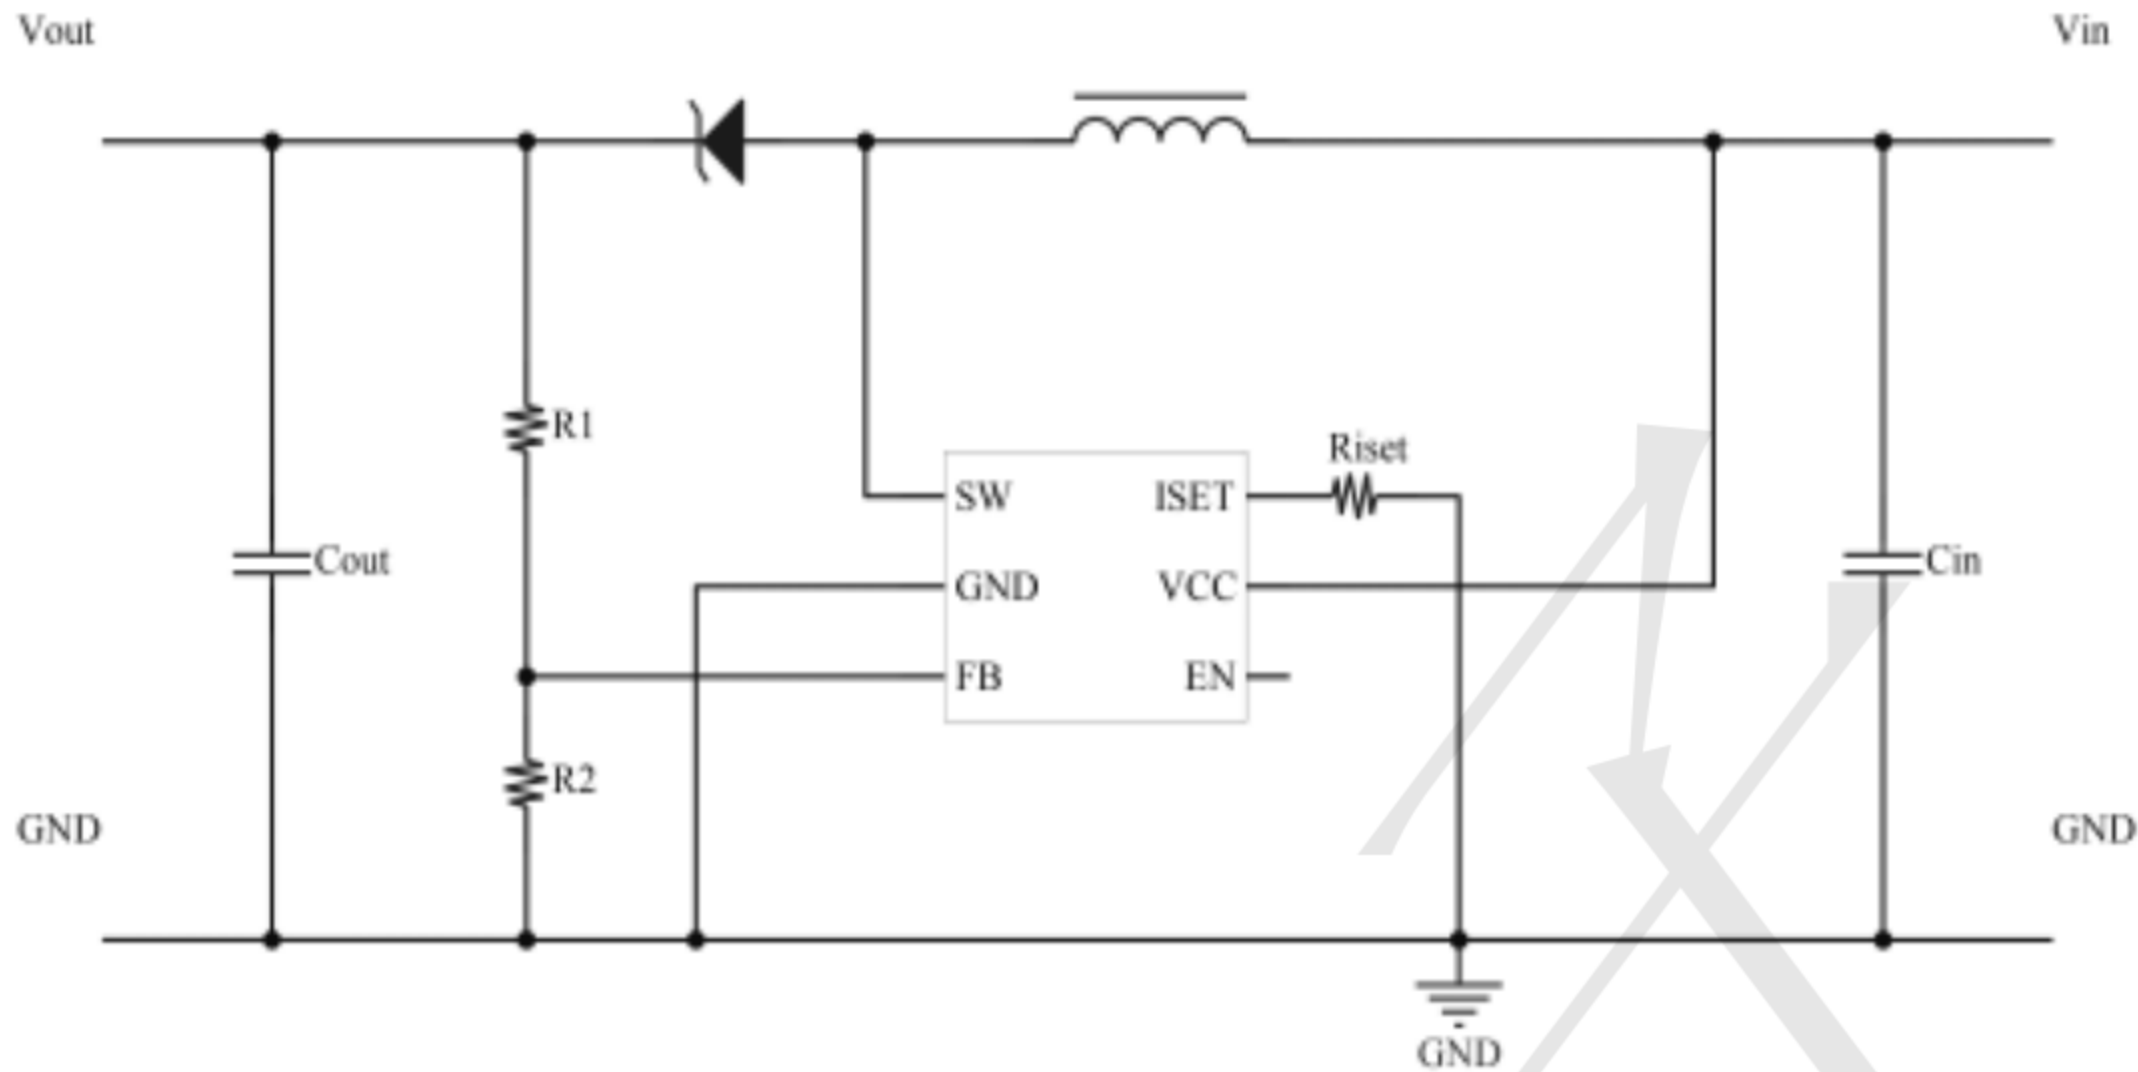 Vout
Vin
R1
Riset
SW
ISET
Cout
Cin
GND
VCC
FB
EN
R2
GND
GND
GND